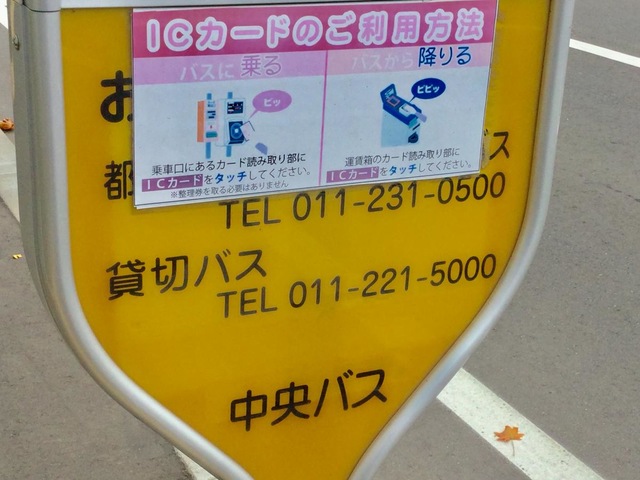 ICカードのご利用方法
バスに 乗る
バスから 降りる
ピッ
ピピッ
乗車口にあるカード読み取り部に
ICカードをタッチしてください。
※整理券を取る必要はありません
運賃箱のカード読み取り部に
ICカードをタッチしてください。
お
都 バス
TEL 011-231-0500
貸切バス
TEL 011-221-5000
中央バス